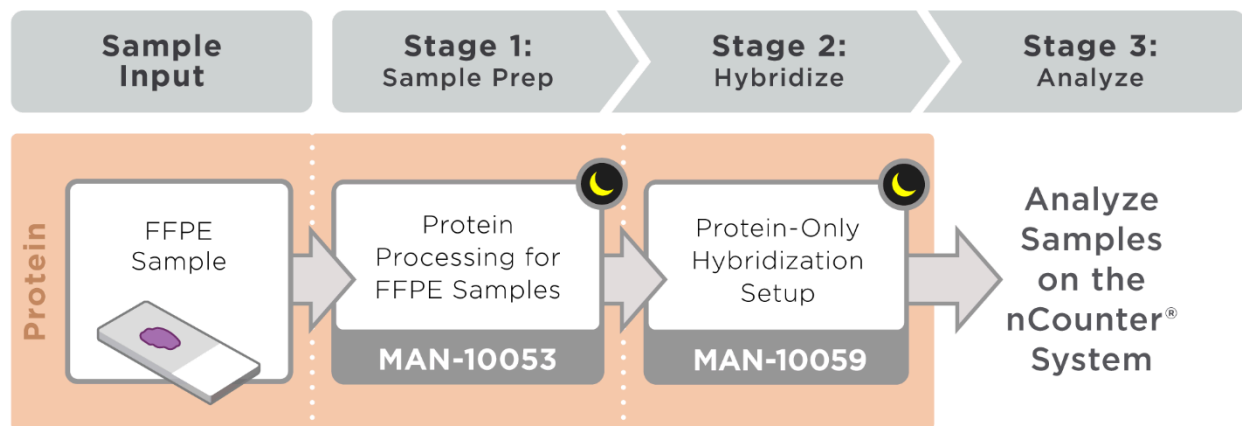 Sample
Input
Stage 1:
Sample Prep
Stage 2:
Hybridize
Stage 3:
Analyze
Protein
FFPE
Sample
Protein
Processing for
FFPE Samples
MAN-10053
Protein-Only
Hybridization
Setup
MAN-10059
Analyze
Samples
on the
nCounter®
System